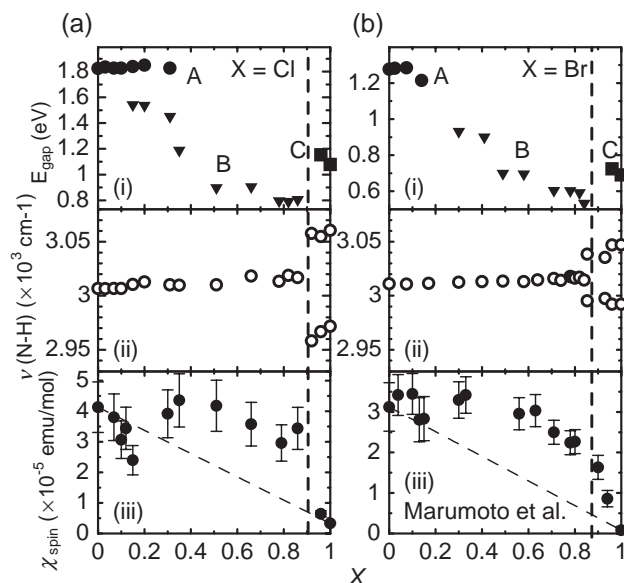 (a)
(b)
X = Cl
X = Br
A
B
C
A
B
C
(i)
(i)
E_gap (eV)
1.8
1.6
1.4
1.2
1
0.8
1.2
1
0.8
0.6
ν (N-H) (×10³ cm-1)
3.05
3
2.95
3.05
3
2.95
(ii)
(ii)
χ_spin (×10⁻⁵ emu/mol)
5
4
3
2
1
0
3
2
1
0
(iii)
(iii)
Marumoto et al.
0 0.2 0.4 0.6 0.8 1
0 0.2 0.4 0.6 0.8 1
x